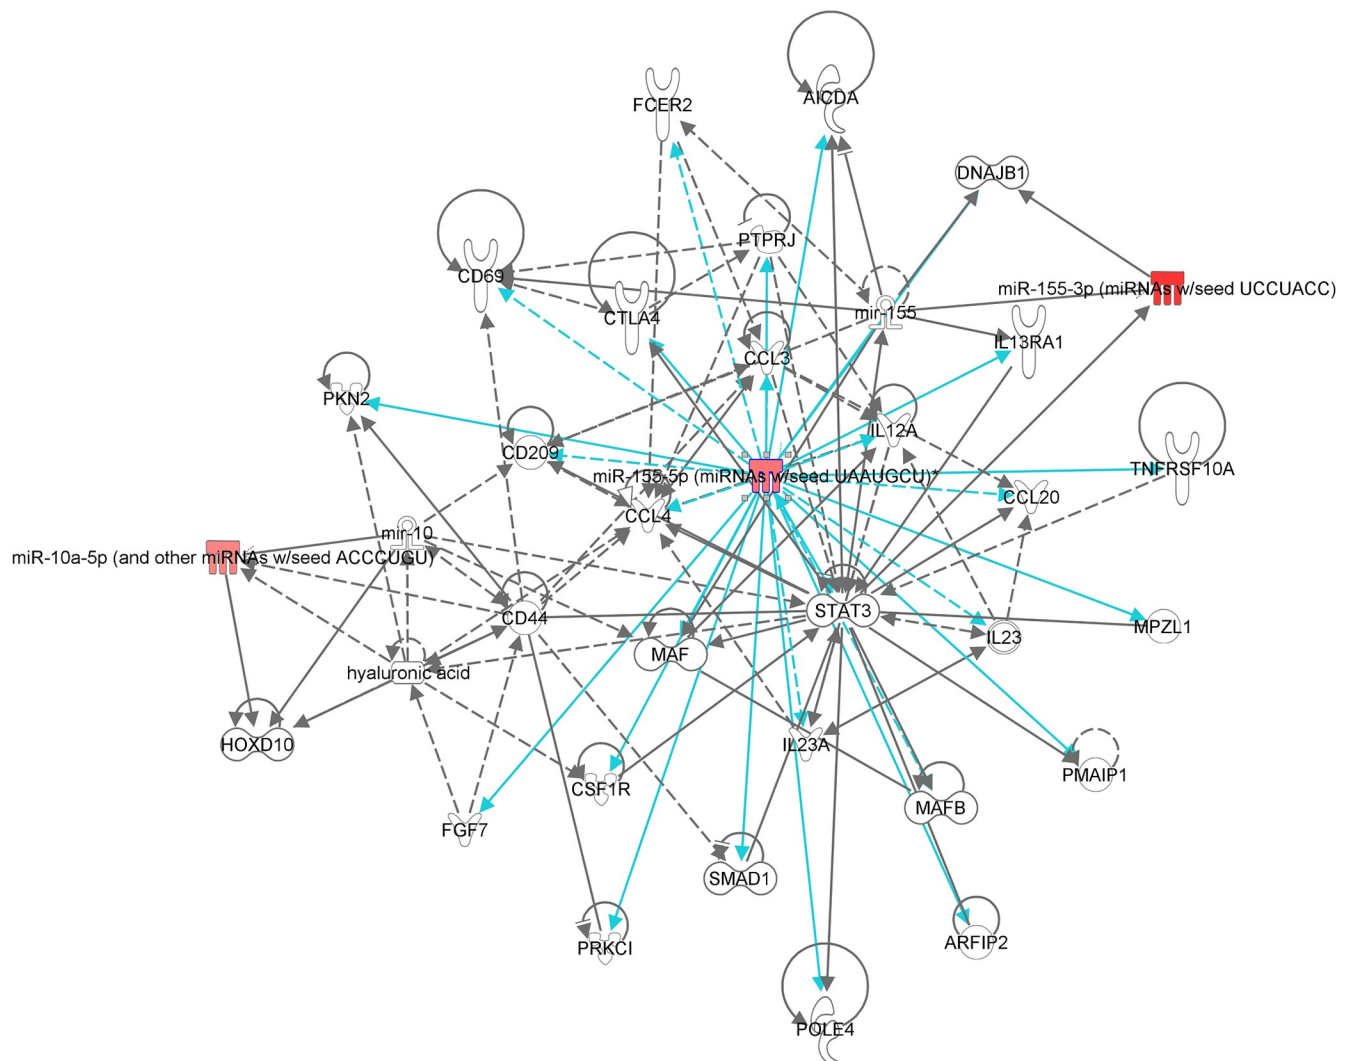 AICDA
FCER2
DNAJB1
PTPRJ
CD69
miR-155-3p (miRNAs w/seed UCCUACC)
CTLA4
mir-155
IL13RA1
CCL3
PKN2
IL12A
CD209
TNFRSF10A
miR-155-5p (miRNAs w/seed UAAUGCU)*
CCL20
CCL4
mir-10
miR-10a-5p (and other miRNAs w/seed ACCCUGU)
STAT3
CD44
MPZL1
IL23
MAF
hyaluronic acid
HOXD10
IL23A
PMAIP1
CSF1R
MAFB
FGF7
SMAD1
ARFIP2
PRKCI
POLE4